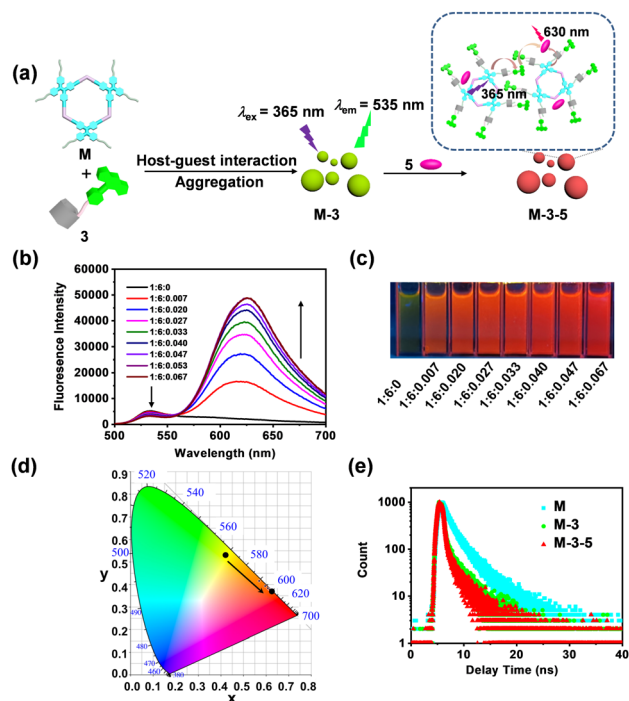 (a)
M
+
3
Host-guest interaction
Aggregation
λex = 365 nm
λem = 535 nm
M-3
5
M-3-5
630 nm
365 nm
(b)
Fluoresence Intensity
60000
50000
40000
30000
20000
10000
0
1:6:0
1:6:0.007
1:6:0.020
1:6:0.027
1:6:0.033
1:6:0.040
1:6:0.047
1:6:0.053
1:6:0.067
500 550 600 650 700
Wavelength (nm)
(c)
1:6:0
1:6:0.007
1:6:0.020
1:6:0.027
1:6:0.033
1:6:0.040
1:6:0.047
1:6:0.067
(d)
y
0.9
0.8
0.7
0.6
0.5
0.4
0.3
0.2
0.1
0.0
520
540
560
500
580
600
620
700
490
480
470
460
380
0.0 0.1 0.2 0.3 0.4 0.5 0.6 0.7 0.8
x
(e)
Count
1000
100
10
1
M
M-3
M-3-5
0 10 20 30 40
Delay Time (ns)